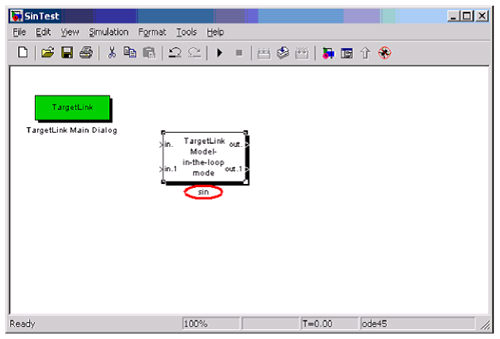 SinTest
File Edit View Simulation Format Tools Help
TargetLink
TargetLink Main Dialog
TargetLink
Model-
in-the-loop
mode
in.
out.
in.1
out.1
sin
Ready 100% T=0.00 ode45